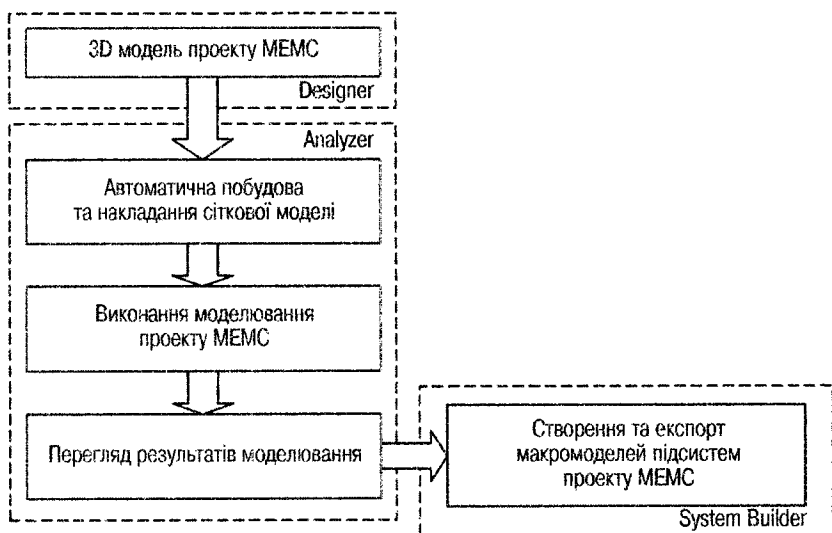 3D модель проекту МЕМС
Designer
Analyzer
Автоматична побудова
та накладання сіткової моделі
Виконання моделювання
проекту МЕМС
Перегляд результатів моделювання
Створення та експорт
макромоделей підсистем
проекту МЕМС
System Builder